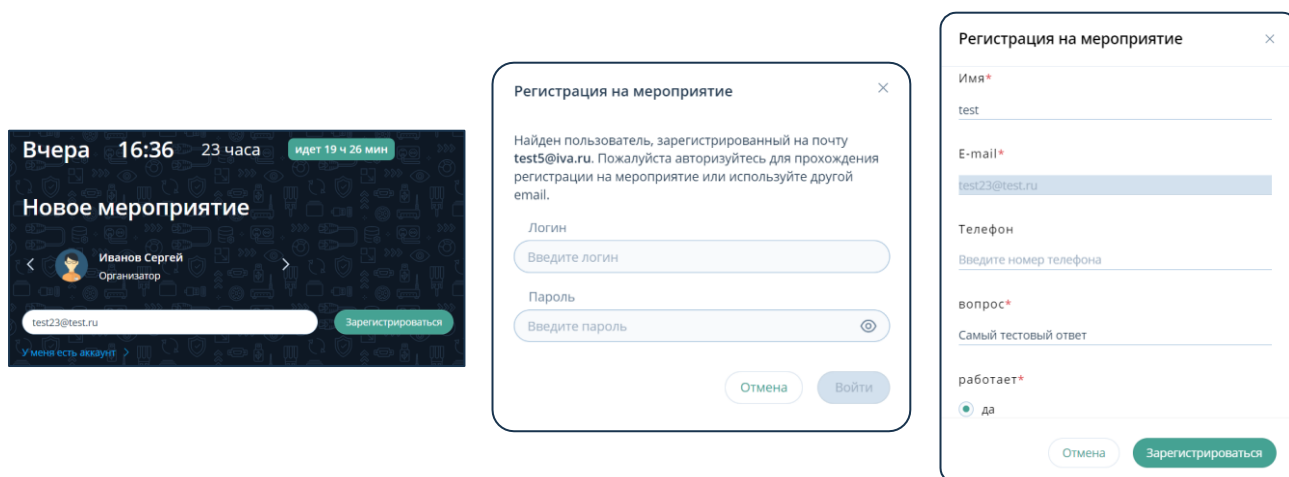 Вчера 16:36 23 часа идет 19 ч 26 мин
Новое мероприятие
Иванов Сергей
Организатор
test23@test.ru Зарегистрироваться
У меня есть аккаунт
Регистрация на мероприятие
Найден пользователь, зарегистрированный на почту
test5@iva.ru. Пожалуйста авторизуйтесь для прохождения
регистрации на мероприятие или используйте другой
email.
Логин
Введите логин
Пароль
Введите пароль
Отмена Войти
Регистрация на мероприятие
Имя*
test
E-mail*
test23@test.ru
Телефон
Введите номер телефона
вопрос*
Самый тестовый ответ
работает*
да
Отмена Зарегистрироваться